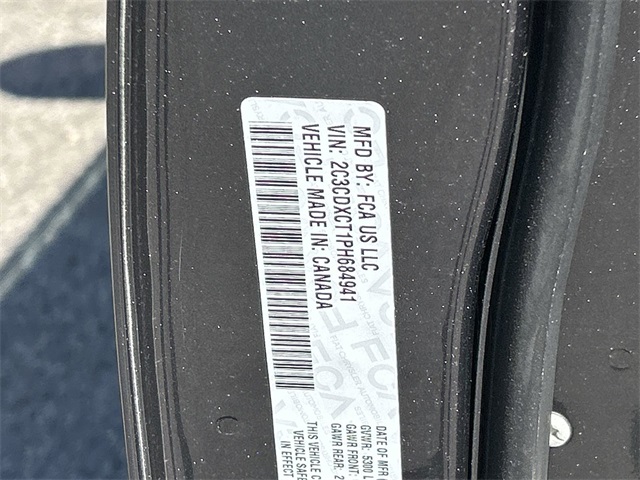 MFD BY: FCA US LLC
VIN: 2C3CDXCT1PH684941
VEHICLE MADE IN: CANADA
DATE OF MFR
GVWR: 5300 L
GAWR FRONT:
GAWR REAR: 2
THIS VEHICLE C
VEHICLE SAFE
IN EFFECT